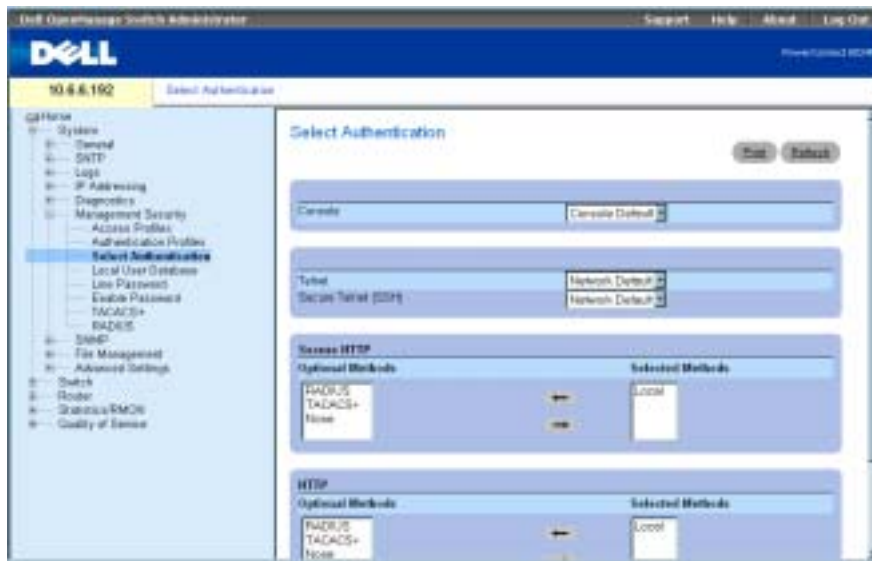 Dell OpenManage Switch Administrator
Support Help About Log Out
DELL
10.6.6.192
Select Authentication
Home
System
General
SNTP
Logs
IP Addressing
Diagnostics
Management Security
Access Profiles
Authentication Profiles
Select Authentication
Local User Database
Line Password
Enable Password
TACACS+
RADIUS
SNMP
File Management
Advanced Settings
Switch
Router
Statistics/RMON
Quality of Service
Select Authentication
Print Refresh
Console Console Default
Telnet Network Default
Secure Telnet (SSH) Network Default
Secure HTTP
Optional Methods Selected Methods
RADIUS Local
TACACS+
None
HTTP
Optional Methods Selected Methods
RADIUS Local
TACACS+
None